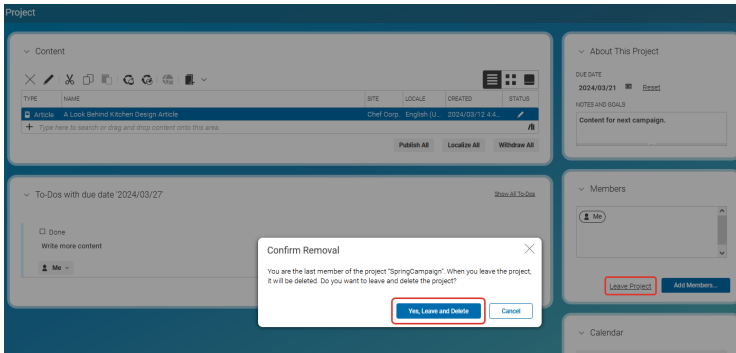 Project
Content
TYPE NAME SITE LOCALE CREATED STATUS
Article A Look Behind Kitchen Design Article Chef Corp. English (U... 2024/03/12 4:4...
Type here to search or drag and drop content onto this area.
Publish All Localize All Withdraw All
To-Dos with due date '2024/03/27' Show All To-Dos
Done
Write more content
Me
Confirm Removal
You are the last member of the project "SpringCampaign". When you leave the project,
it will be deleted. Do you want to leave and delete the project?
Yes, Leave and Delete Cancel
About This Project
DUE DATE
2024/03/21 Reset
NOTES AND GOALS
Content for next campaign.
Members
Me
Leave Project Add Members...
Calendar